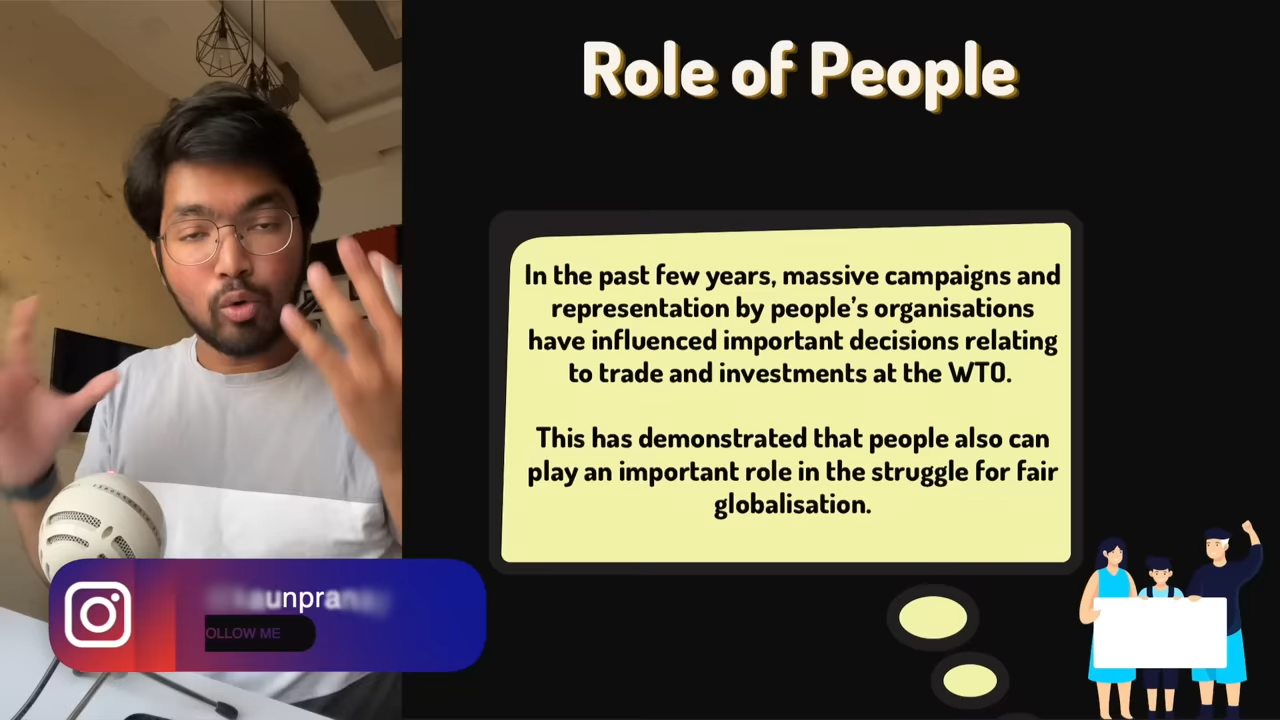 Role of People
In the past few years, massive campaigns and
representation by people's organisations
have influenced important decisions relating
to trade and investments at the WTO.
This has demonstrated that people also can
play an important role in the struggle for fair
globalisation.
OLLOW ME